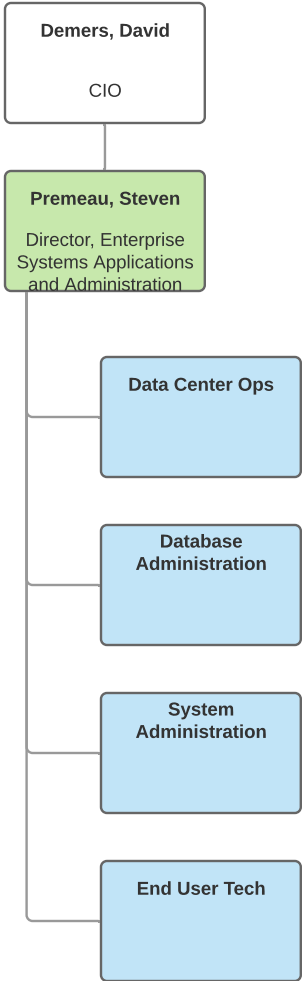 Demers, David
CIO
Premeau, Steven
Director, Enterprise
Systems Applications
and Administration
Data Center Ops
Database
Administration
System
Administration
End User Tech